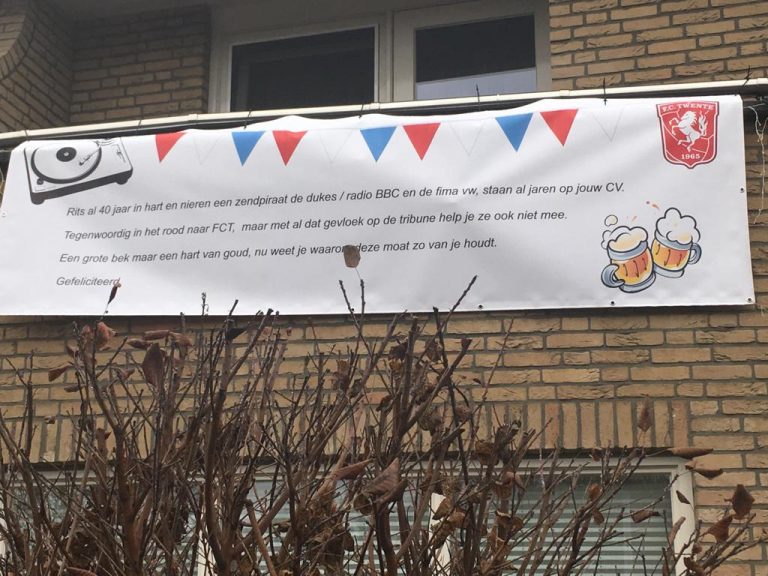 F.C. TWENTE
1965
Rits al 40 jaar in hart en nieren een zendpiraat de dukes / radio BBC en de fima vw, staan al jaren op jouw CV.
Tegenwoordig in het rood naar FCT, maar met al dat gevloek op de tribune help je ze ook niet mee.
Een grote bek maar een hart van goud, nu weet je waarom deze moat zo van je houdt.
Gefeliciteerd